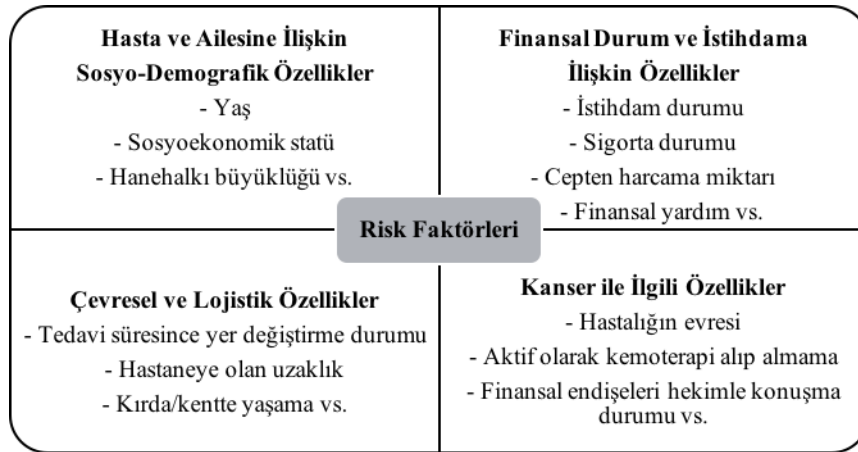 Hasta ve Ailesine İlişkin
Sosyo-Demografik Özellikler
- Yaş
- Sosyoekonomik statü
- Hanehalkı büyüklüğü vs.
Finansal Durum ve İstihdama
İlişkin Özellikler
- İstihdam durumu
- Sigorta durumu
- Cepten harcama miktarı
- Finansal yardım vs.
Risk Faktörleri
Çevresel ve Lojistik Özellikler
- Tedavi süresince yer değiştirme durumu
- Hastaneye olan uzaklık
- Kırda/kentte yaşama vs.
Kanser ile İlgili Özellikler
- Hastalığın evresi
- Aktif olarak kemoterapi alıp almama
- Finansal endişeleri hekimle konuşma
durumu vs.